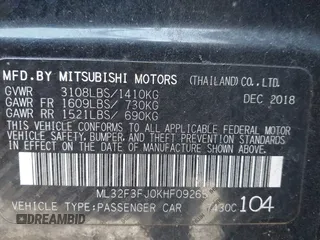 MFD.BY MITSUBISHI MOTORS (THAILAND)CO.,LTD.
GVWR 3108LBS/1410KG
DEC 2018
GAWR FR 1609LBS/ 730KG
GAWR RR 1521LBS/ 690KG
THIS VEHICLE CONFORMS TO ALL APPLICABLE
FEDERAL MOTOR VEHICLE SAFETY, BUMPER, AND
THEFT PREVENTION STANDARDS IN EFFECT ON THE
DATE OF MANUFACTURE SHOWN ABOVE.
VEHICLE TYPE:PASSENGER CAR 104
DREAMBID